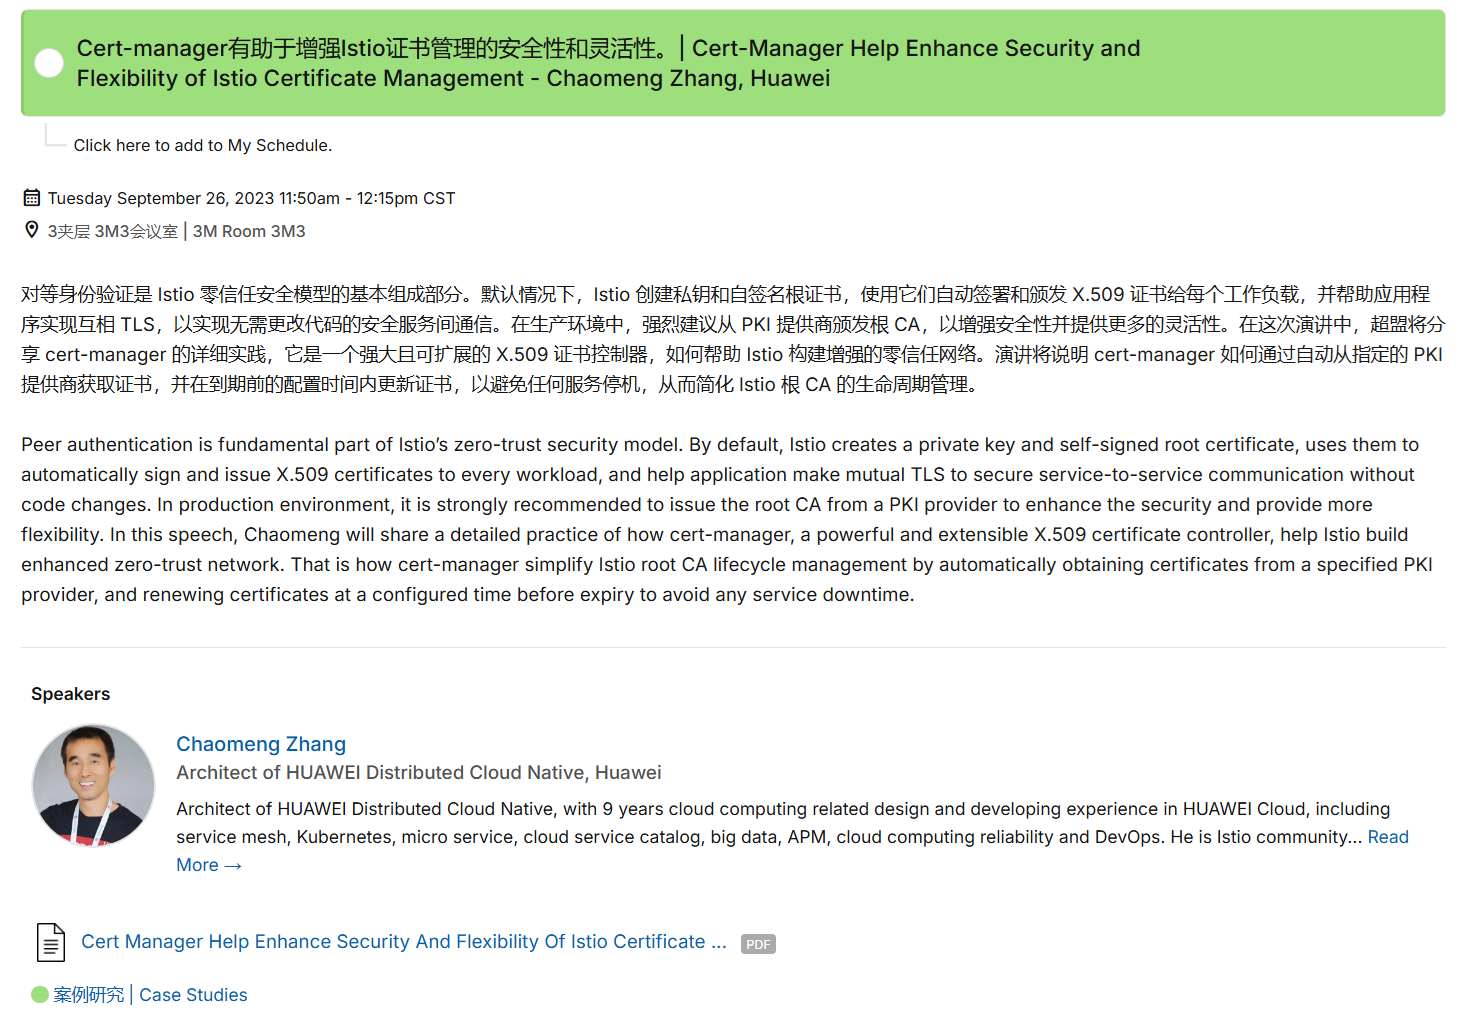 Cert-manager有助于增强Istio证书管理的安全性和灵活性。| Cert-Manager Help Enhance Security and
Flexibility of Istio Certificate Management - Chaomeng Zhang, Huawei
Click here to add to My Schedule.
Tuesday September 26, 2023 11:50am - 12:15pm CST
3夹层 3M3会议室 | 3M Room 3M3
对等身份验证是 Istio 零信任安全模型的基本组成部分。默认情况下，Istio 创建私钥和自签名根证书，使用它们自动签署和颁发 X.509 证书给每个工作负载，并帮助应用程
序实现互相 TLS，以实现无需更改代码的安全服务间通信。在生产环境中，强烈建议从 PKI 提供商颁发根 CA，以增强安全性并提供更多的灵活性。在这次演讲中，超盟将分
享 cert-manager 的详细实践，它是一个强大且可扩展的 X.509 证书控制器，如何帮助 Istio 构建增强的零信任网络。演讲将说明 cert-manager 如何通过自动从指定的 PKI
提供商获取证书，并在到期前的配置时间内更新证书，以避免任何服务停机，从而简化 Istio 根 CA 的生命周期管理。
Peer authentication is fundamental part of Istio’s zero-trust security model. By default, Istio creates a private key and self-signed root certificate, uses them to
automatically sign and issue X.509 certificates to every workload, and help application make mutual TLS to secure service-to-service communication without
code changes. In production environment, it is strongly recommended to issue the root CA from a PKI provider to enhance the security and provide more
flexibility. In this speech, Chaomeng will share a detailed practice of how cert-manager, a powerful and extensible X.509 certificate controller, help Istio build
enhanced zero-trust network. That is how cert-manager simplify Istio root CA lifecycle management by automatically obtaining certificates from a specified PKI
provider, and renewing certificates at a configured time before expiry to avoid any service downtime.
Speakers
Chaomeng Zhang
Architect of HUAWEI Distributed Cloud Native, Huawei
Architect of HUAWEI Distributed Cloud Native, with 9 years cloud computing related design and developing experience in HUAWEI Cloud, including
service mesh, Kubernetes, micro service, cloud service catalog, big data, APM, cloud computing reliability and DevOps. He is Istio community... Read
More →
Cert Manager Help Enhance Security And Flexibility Of Istio Certificate ... PDF
案例研究 | Case Studies